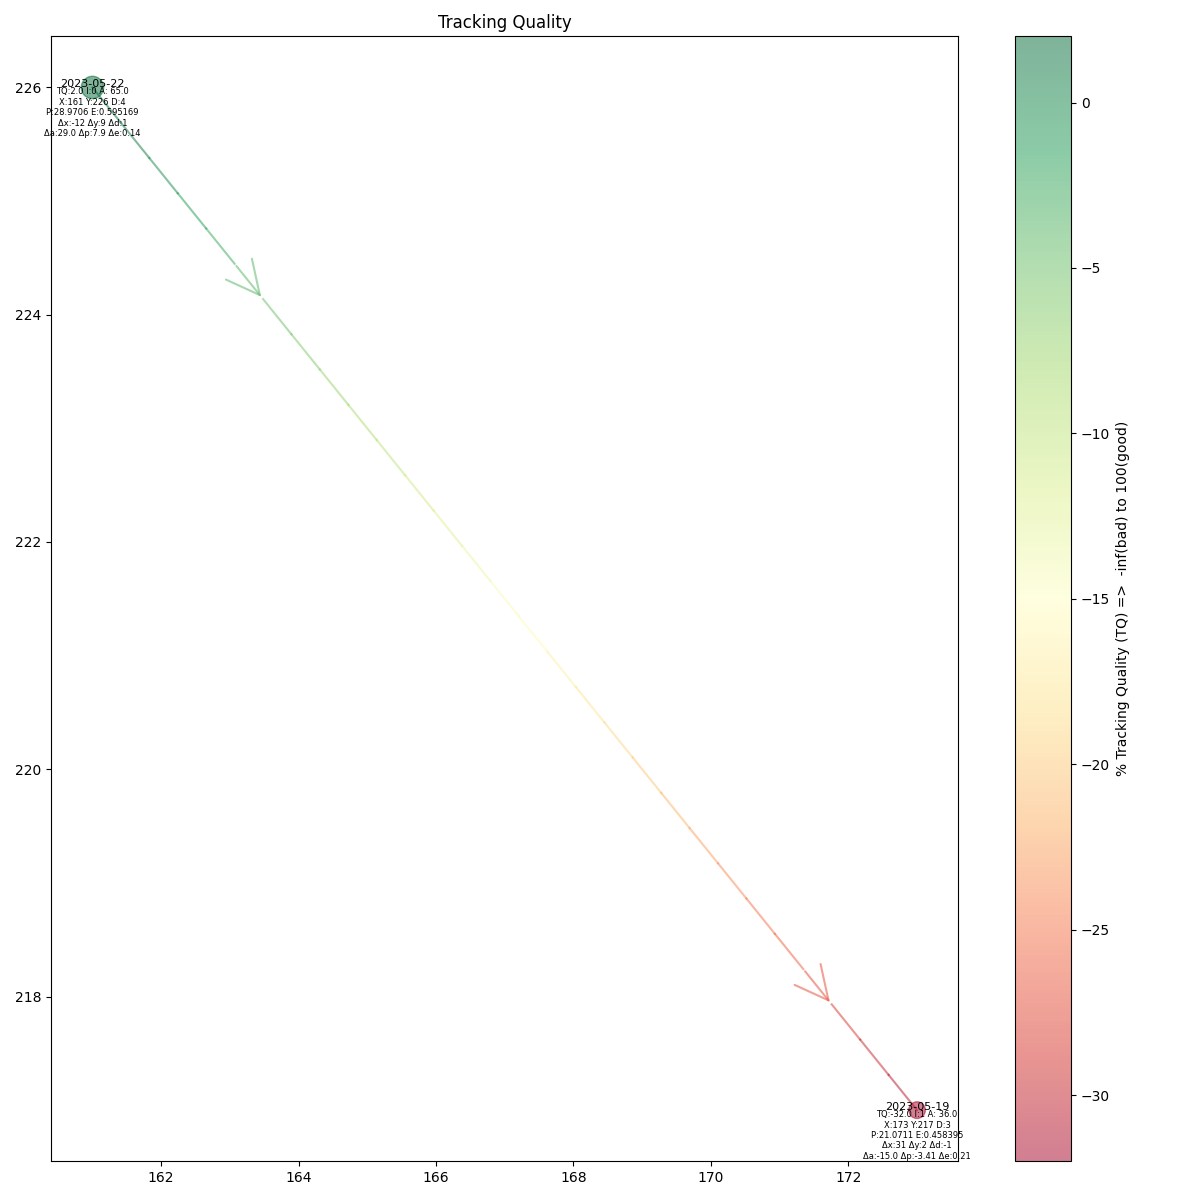 Tracking Quality
2023-05-22
TQ:2.0 I:0 A: 65.0
X:161 Y:226 D:4
P:28.9706 E:0.595169
Δx:-12 Δy:9 Δd:1
Δa:29.0 Δp:7.9 Δe:0.14
2023-05-19
TQ:-32.0 I:1 A: 36.0
X:173 Y:217 D:3
P:21.0711 E:0.458395
Δx:31 Δy:2 Δd:-1
Δa:-15.0 Δp:-3.41 Δe:0.21
226
224
222
220
218
162
164
166
168
170
172
0
−5
−10
−15
−20
−25
−30
% Tracking Quality (TQ) => -inf(bad) to 100(good)